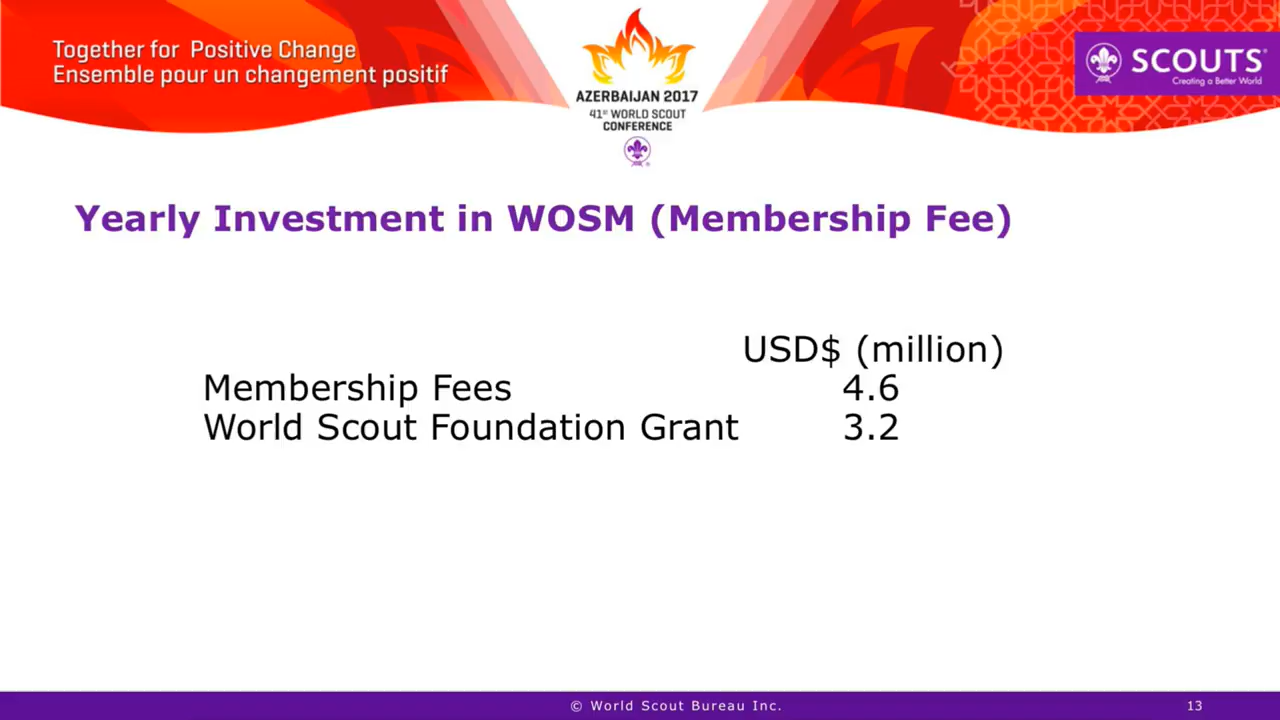 Together for Positive Change
Ensemble pour un changement positif
AZERBAIJAN 2017
41st WORLD SCOUT
CONFERENCE
SCOUTS®
Creating a Better World
Yearly Investment in WOSM (Membership Fee)
USD$ (million)
Membership Fees 4.6
World Scout Foundation Grant 3.2
© World Scout Bureau Inc.
13